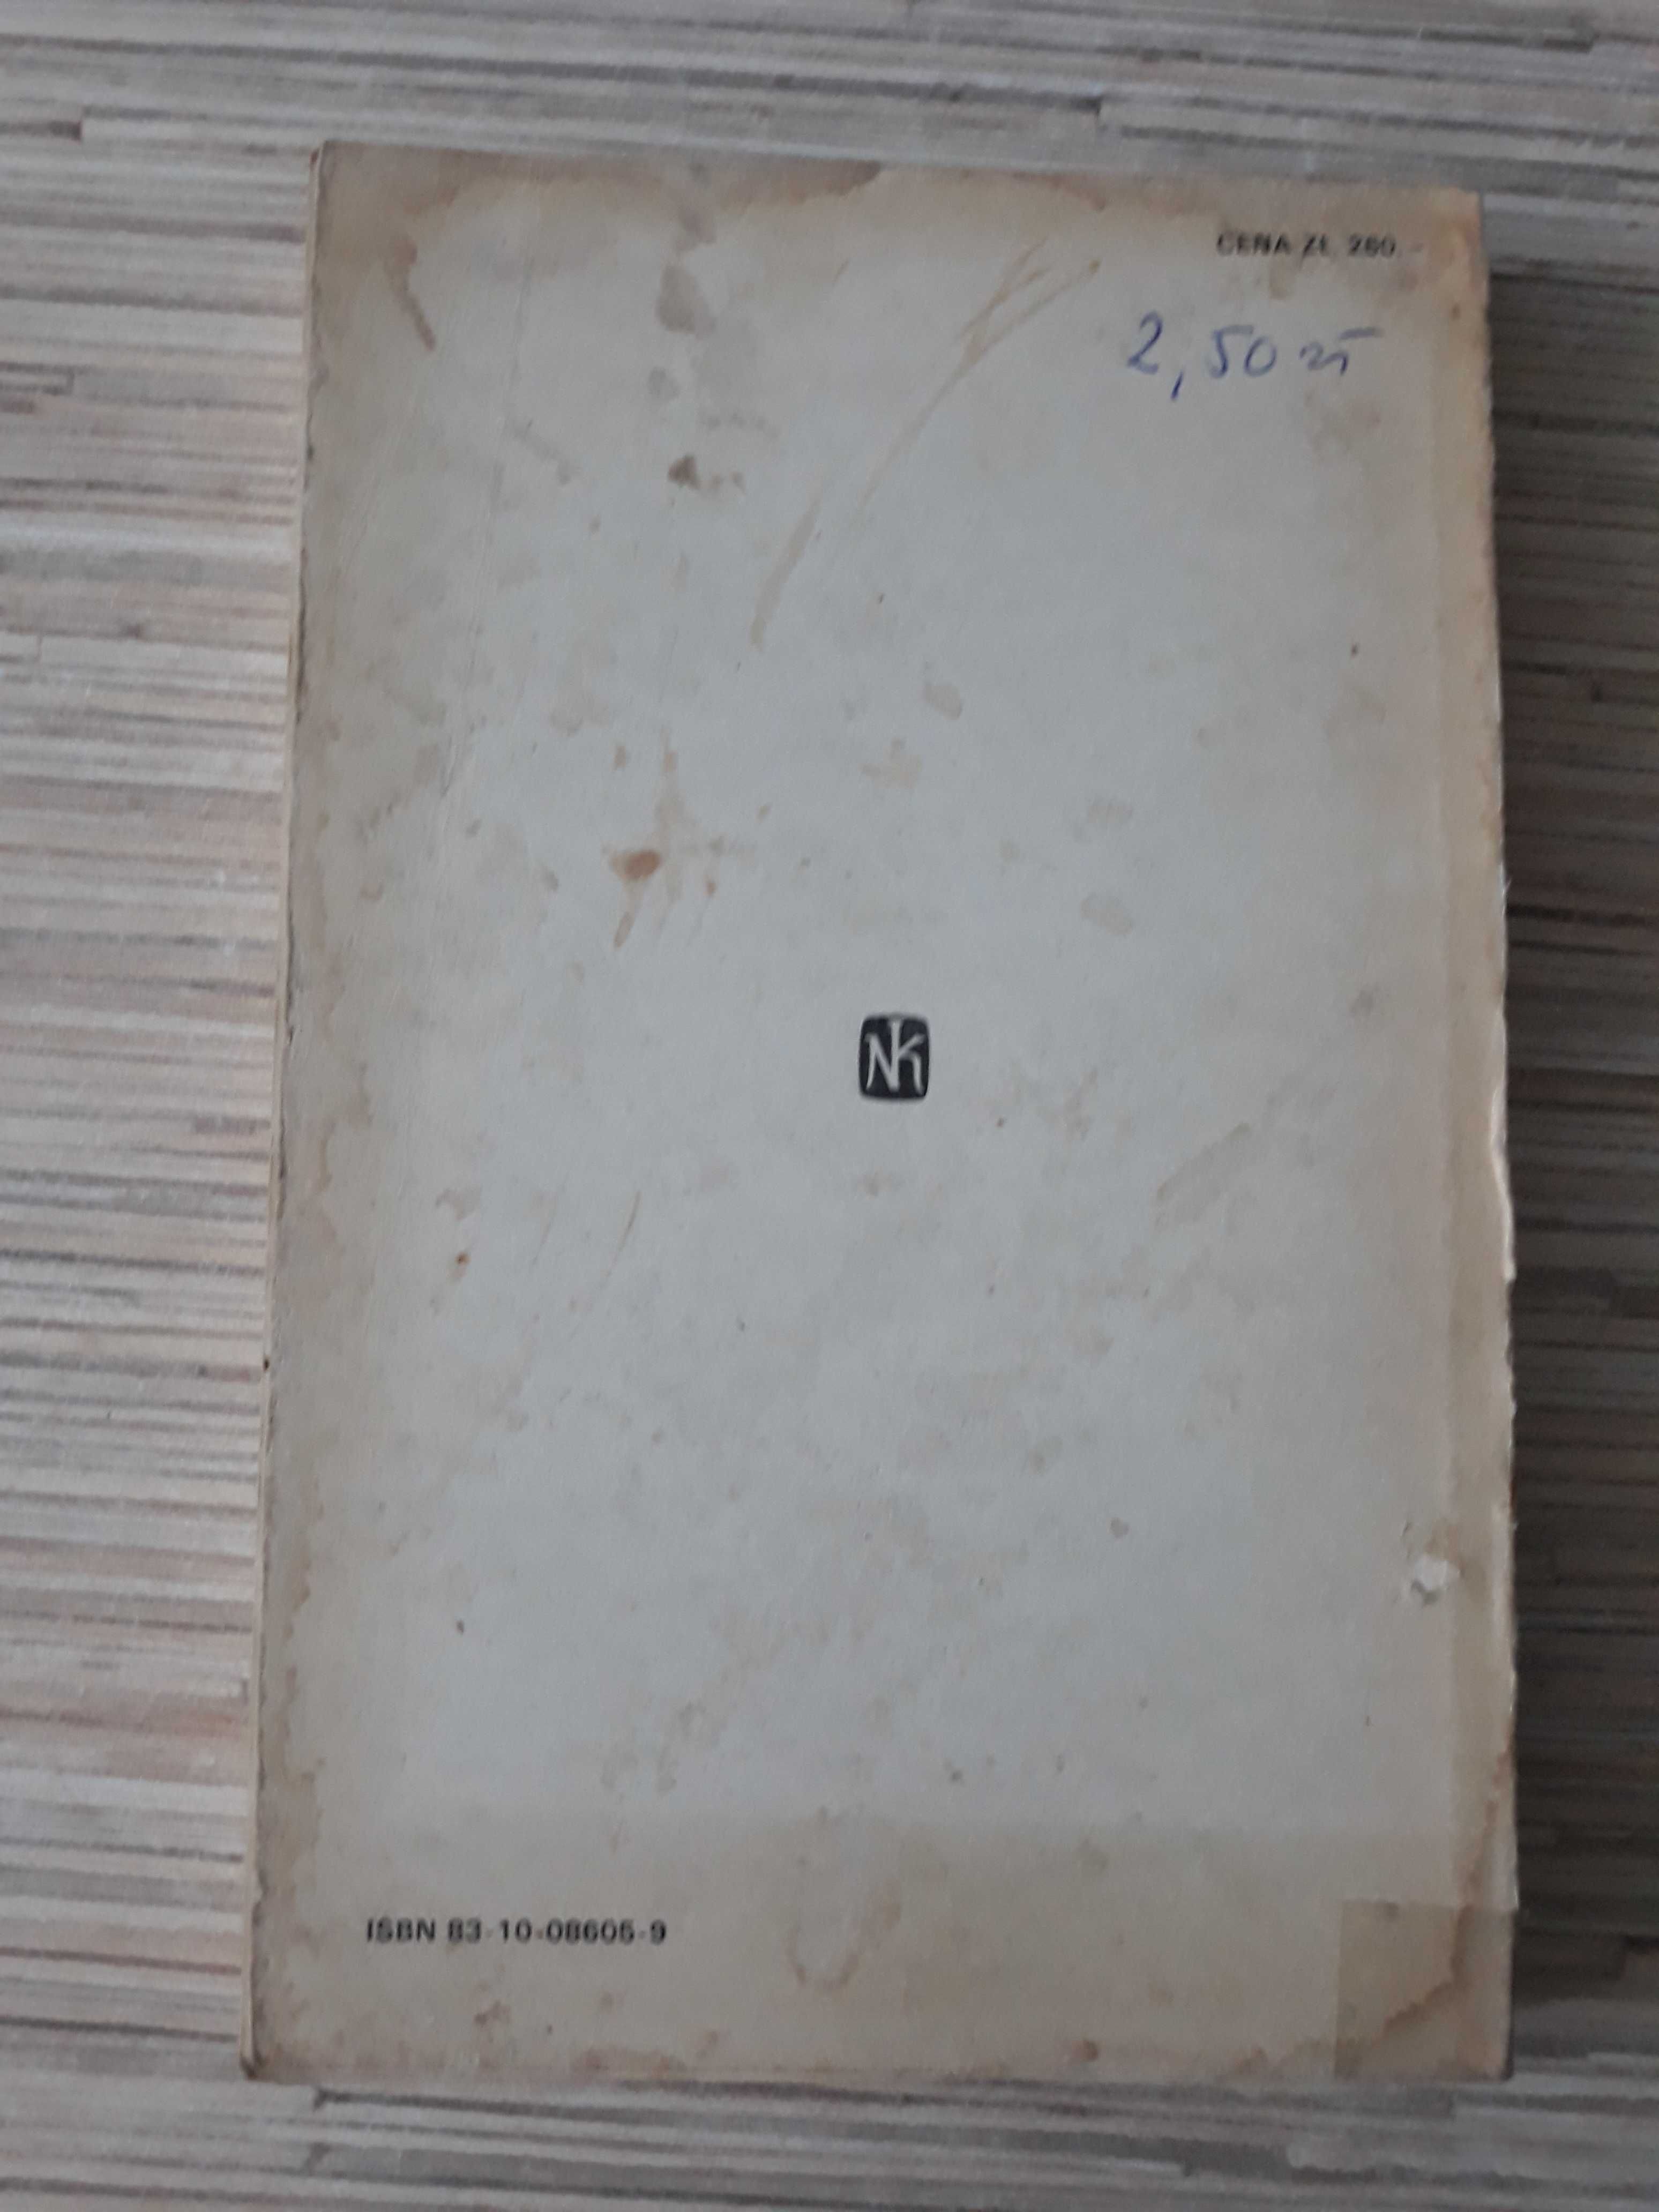 CENA ZŁ 260.-
2,50 zł
NK
ISBN 83-10-08605-9